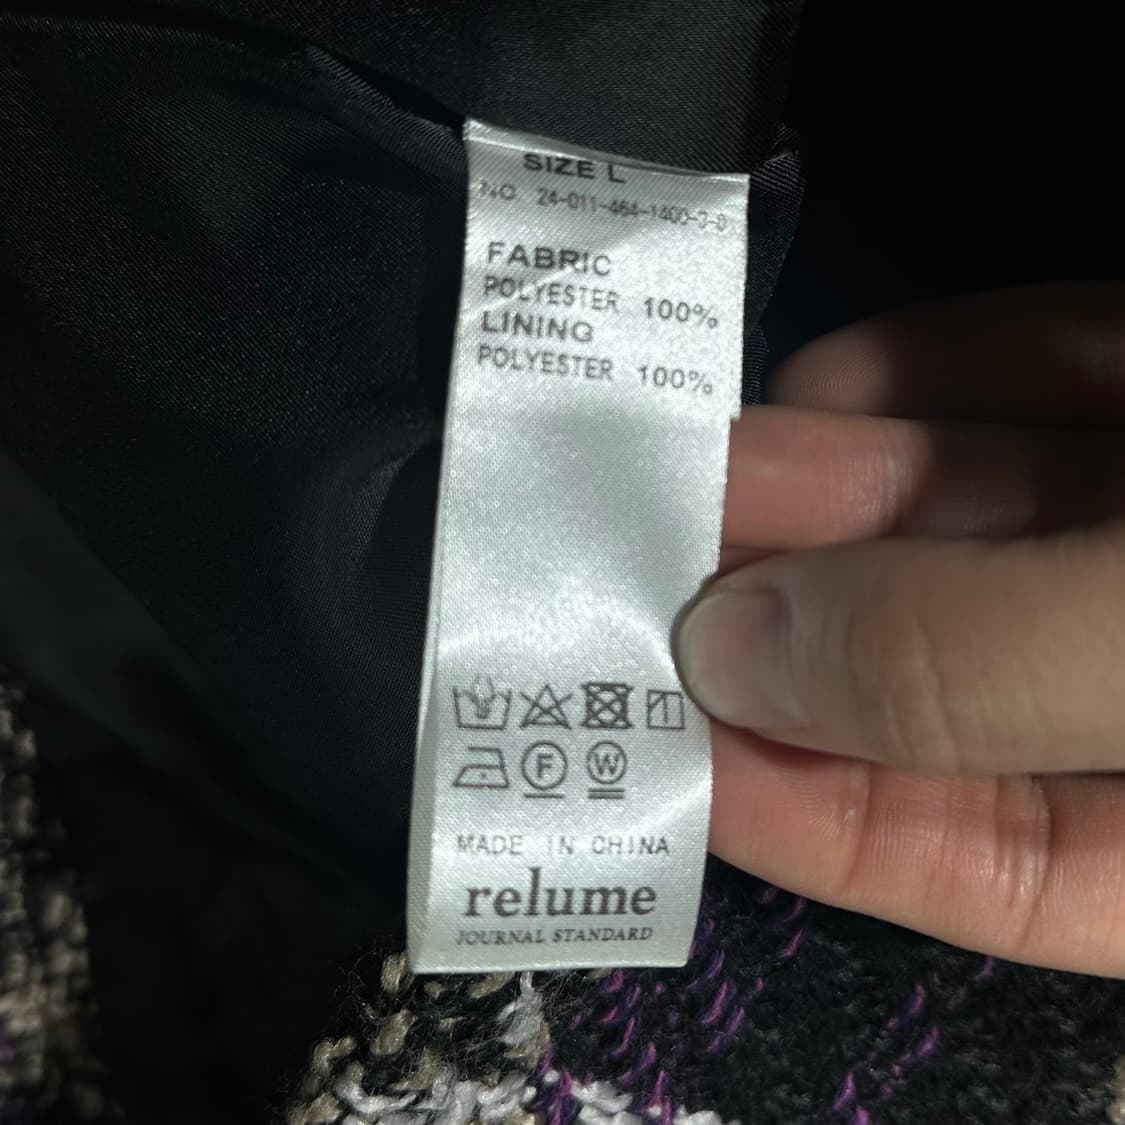 SIZE L
NO. 24-011-464-1400-3-0
FABRIC
POLYESTER 100%
LINING
POLYESTER 100%
F W
MADE IN CHINA
relume
JOURNAL STANDARD